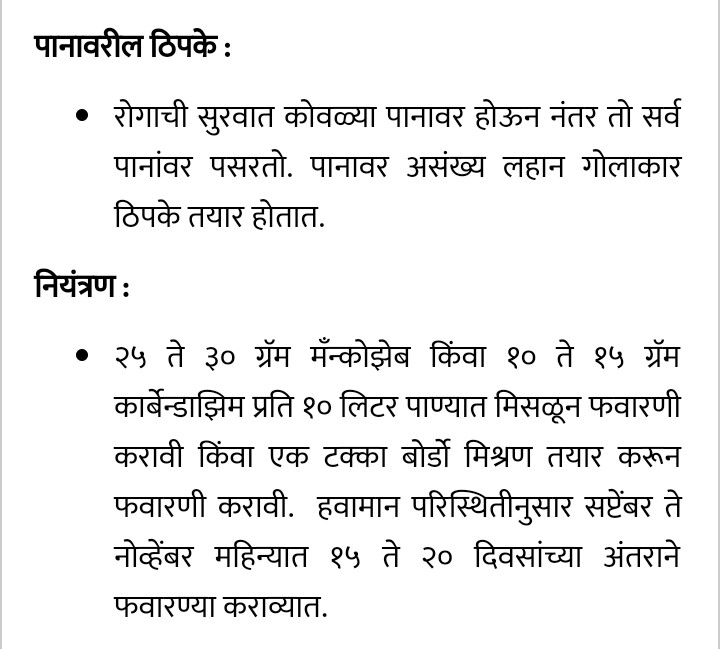 पानावरील ठिपके :
• रोगाची सुरवात कोवळ्या पानावर होऊन नंतर तो सर्व
पानांवर पसरतो. पानावर असंख्य लहान गोलाकार
ठिपके तयार होतात.
नियंत्रण :
• २५ ते ३० ग्रॅम मॅंन्कोझेब किंवा १० ते १५ ग्रॅम
कार्बेन्डाझिम प्रति १० लिटर पाण्यात मिसळून फवारणी
करावी किंवा एक टक्का बोर्डो मिश्रण तयार करून
फवारणी करावी. हवामान परिस्थितीनुसार सप्टेंबर ते
नोव्हेंबर महिन्यात १५ ते २० दिवसांच्या अंतराने
फवारण्या कराव्यात.